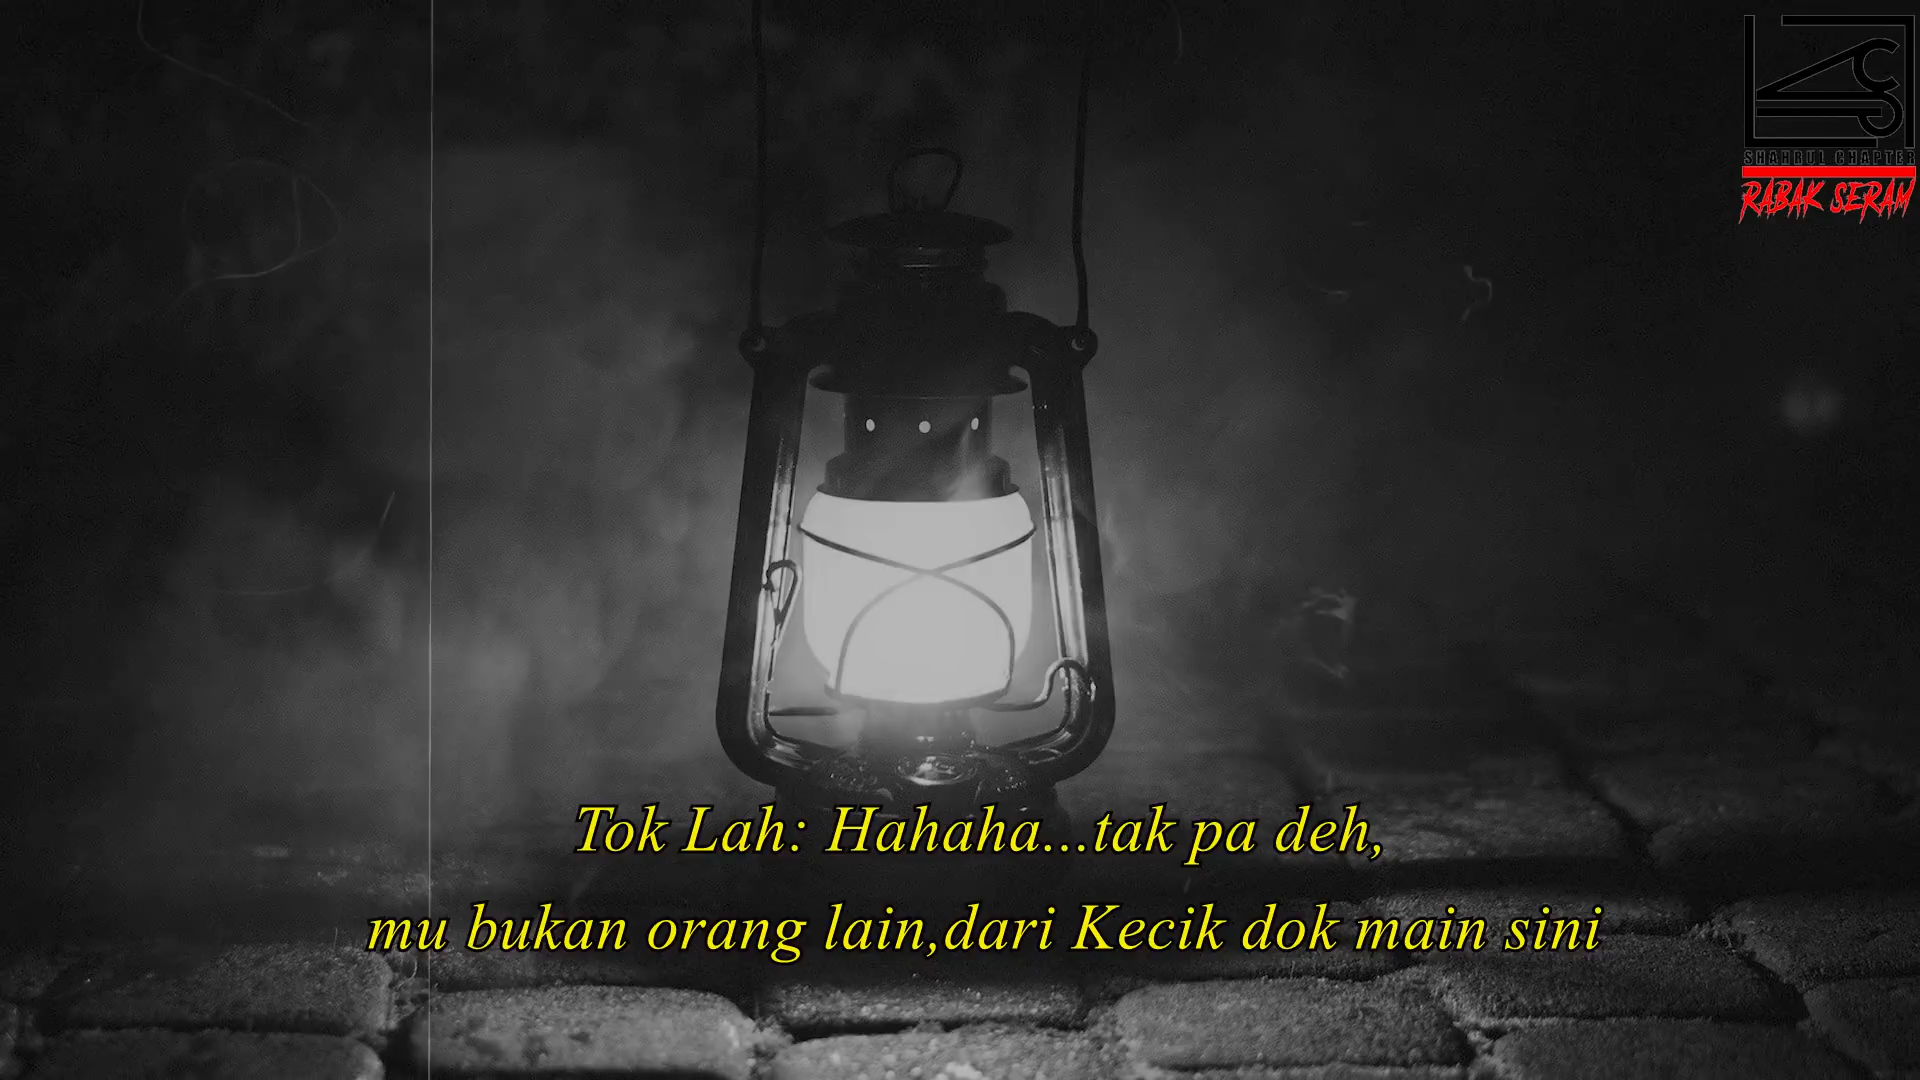 SHAHRUL CHAPTER
RABAK SERAM
Tok Lah: Hahaha...tak pa deh,
mu bukan orang lain,dari Kecik dok main sini